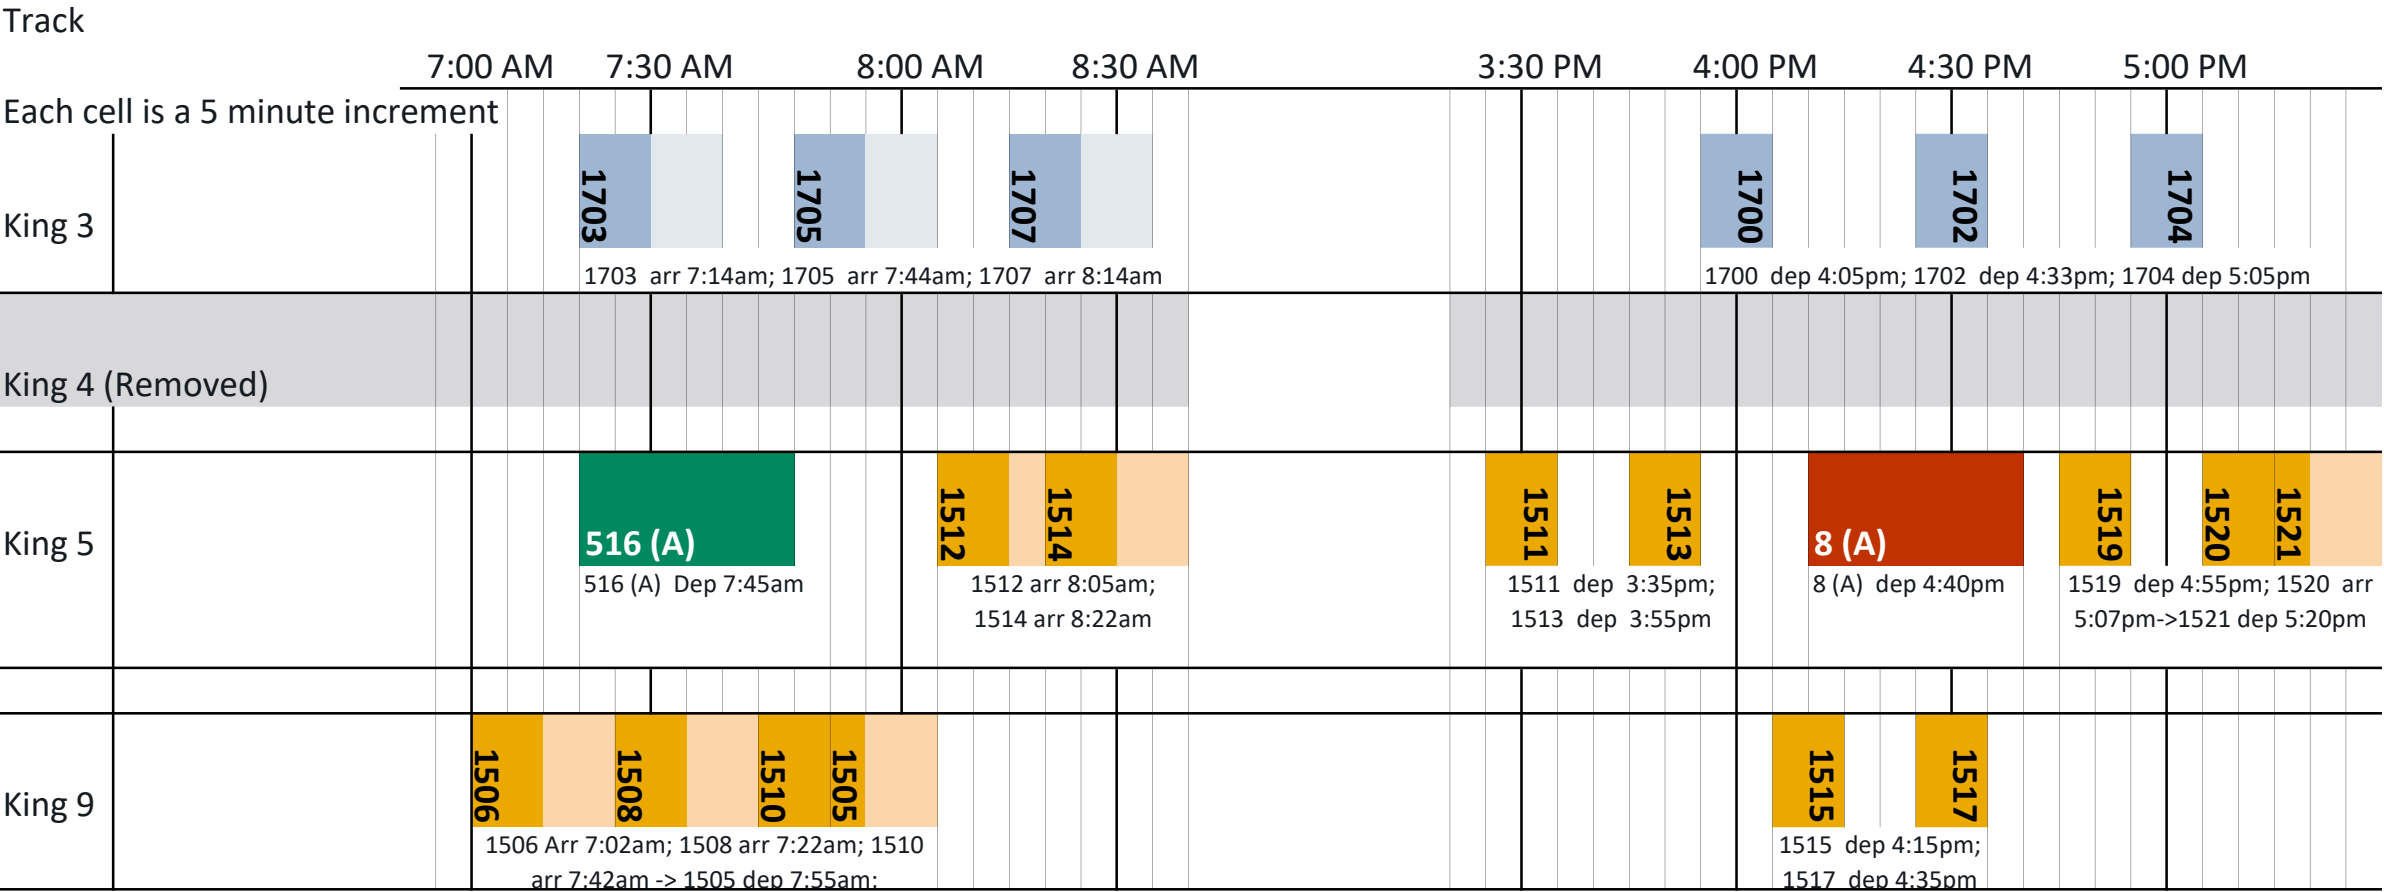 Track
7:00 AM 7:30 AM 8:00 AM 8:30 AM 3:30 PM 4:00 PM 4:30 PM 5:00 PM
Each cell is a 5 minute increment
King 3
1703 1705 1707 1700 1702 1704
1703 arr 7:14am; 1705 arr 7:44am; 1707 arr 8:14am
1700 dep 4:05pm; 1702 dep 4:33pm; 1704 dep 5:05pm
King 4 (Removed)
King 5
516 (A) 1512 1514 1511 1513 8 (A) 1519 1520 1521
516 (A) Dep 7:45am
1512 arr 8:05am;
1514 arr 8:22am
1511 dep 3:35pm;
1513 dep 3:55pm
8 (A) dep 4:40pm
1519 dep 4:55pm; 1520 arr
5:07pm->1521 dep 5:20pm
King 9
1506 1508 1510 1505 1515 1517
1506 Arr 7:02am; 1508 arr 7:22am; 1510
arr 7:42am -> 1505 dep 7:55am;
1515 dep 4:15pm;
1517 dep 4:35pm